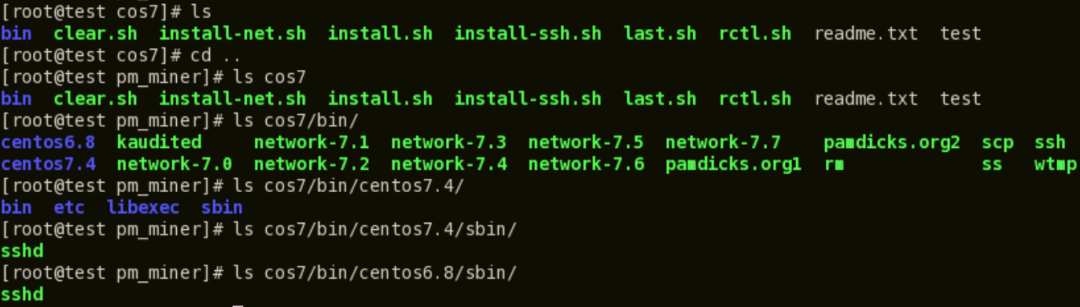 [root@test cos7]# ls
bin clear.sh install-net.sh install.sh install-ssh.sh last.sh rctl.sh readme.txt test
[root@test cos7]# cd ..
[root@test pm_miner]# ls cos7
bin clear.sh install-net.sh install.sh install-ssh.sh last.sh rctl.sh readme.txt test
[root@test pm_miner]# ls cos7/bin/
centos6.8 kaudited network-7.1 network-7.3 network-7.5 network-7.7 pamdicks.org2 scp ssh
centos7.4 network-7.0 network-7.2 network-7.4 network-7.6 pamdicks.org1 rm ss wtmp
[root@test pm_miner]# ls cos7/bin/centos7.4/
bin etc libexec sbin
[root@test pm_miner]# ls cos7/bin/centos7.4/sbin/
sshd
[root@test pm_miner]# ls cos7/bin/centos6.8/sbin/
sshd